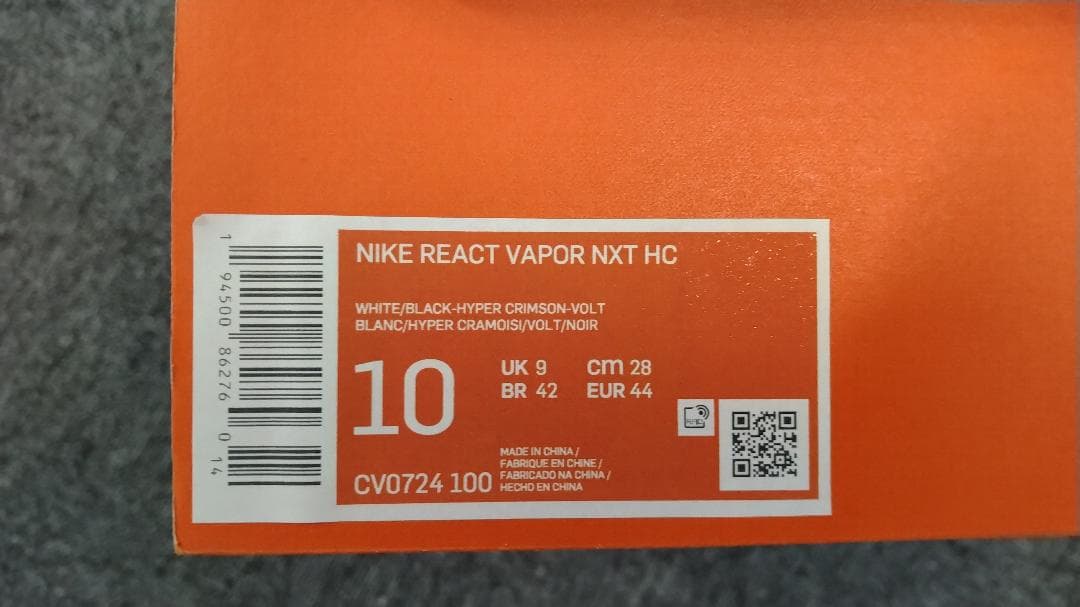 NIKE REACT VAPOR NXT HC
WHITE/BLACK-HYPER CRIMSON-VOLT
BLANC/HYPER CRAMOISI/VOLT/NOIR
10
UK 9 cm 28
BR 42 EUR 44
CV0724 100
MADE IN CHINA /
FABRIQUE EN CHINE /
FABRICADO NA CHINA /
HECHO EN CHINA
1 94500 86276 0 14